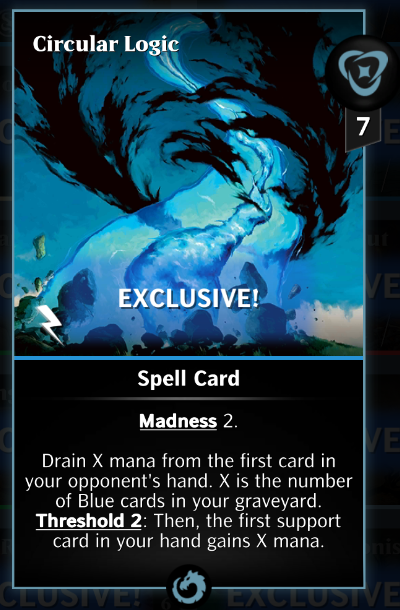 Circular Logic
7
EXCLUSIVE!
Spell Card
Madness 2.
Drain X mana from the first card in
your opponent's hand. X is the number
of Blue cards in your graveyard.
Threshold 2: Then, the first support
card in your hand gains X mana.
EXCLUSIVE!